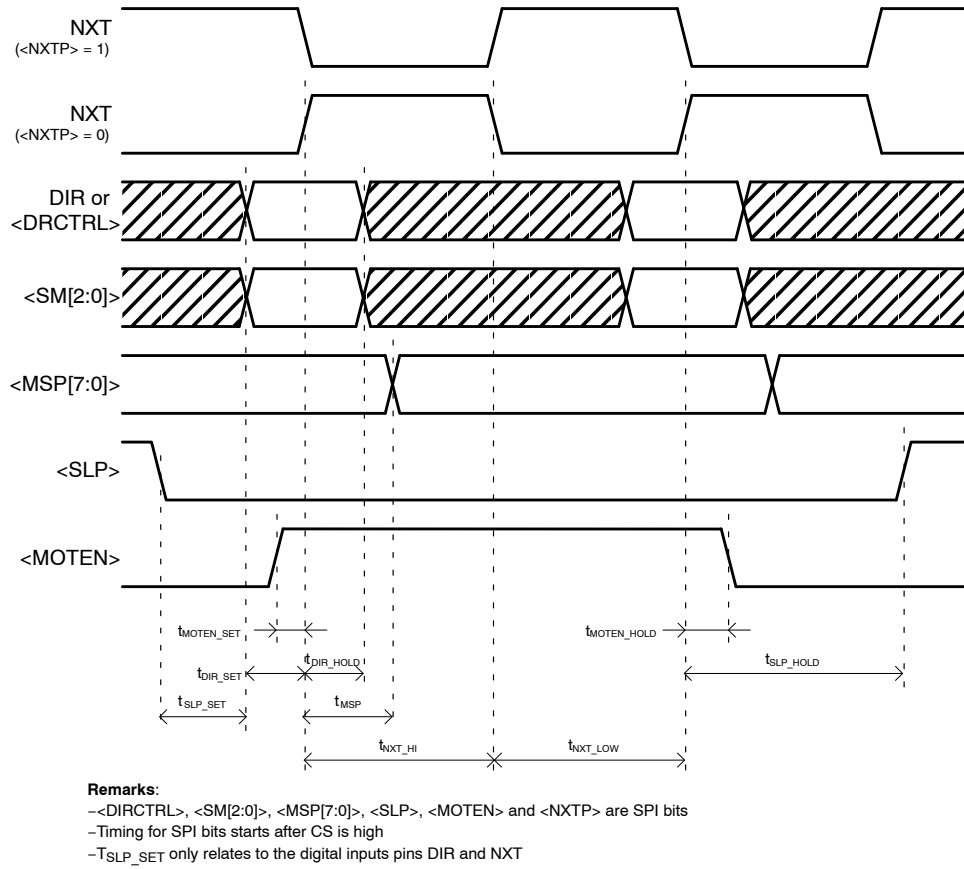 NXT
(<NXTP> = 1)
NXT
(<NXTP> = 0)
DIR or
<DRCTRL>
<SM[2:0]>
<MSP[7:0]>
<SLP>
<MOTEN>
tMOTEN_SET
tMOTEN_HOLD
tDIR_SET
tDIR_HOLD
tSLP_HOLD
tSLP_SET
tMSP
tNXT_HI
tNXT_LOW
Remarks:
–<DIRCTRL>, <SM[2:0]>, <MSP[7:0]>, <SLP>, <MOTEN> and <NXTP> are SPI bits
–Timing for SPI bits starts after CS is high
–TSLP_SET only relates to the digital inputs pins DIR and NXT